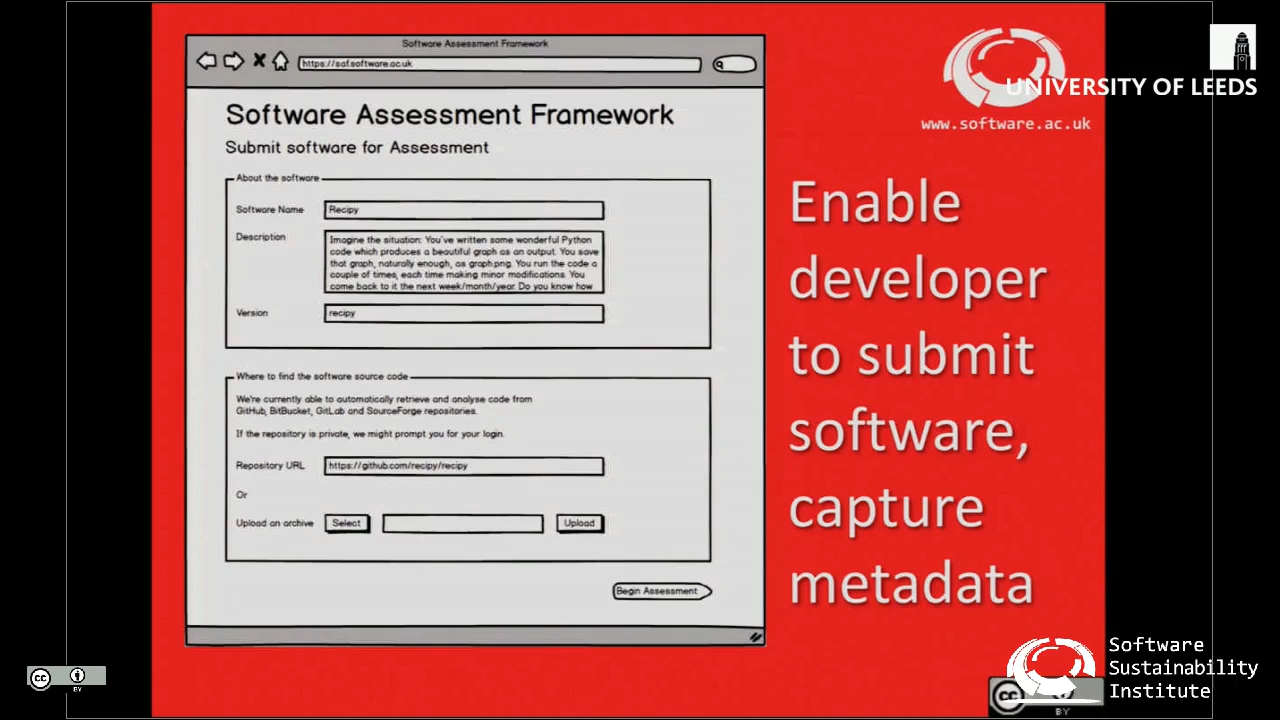 Software Assessment Framework
https://saf.software.ac.uk
Software Assessment Framework
Submit software for Assessment
About the software
Software Name
Recipy
Description
Imagine the situation: You've written some wonderful Python
code which produces a beautiful graph as an output. You save
that graph, naturally enough, as graph.png. You run the code a
couple of times, each time making minor modifications. You
come back to it the next week/month/year. Do you know how
Version
recipy
Where to find the software source code
We're currently able to automatically retrieve and analyse code from
GitHub, BitBucket, GitLab and SourceForge repositories.
If the repository is private, we might prompt you for your login.
Repository URL
https://github.com/recipy/recipy
Or
Upload an archive
Select
Upload
Begin Assessment
UNIVERSITY OF LEEDS
www.software.ac.uk
Enable
developer
to submit
software,
capture
metadata
cc
BY
cc
BY
Software
Sustainability
Institute